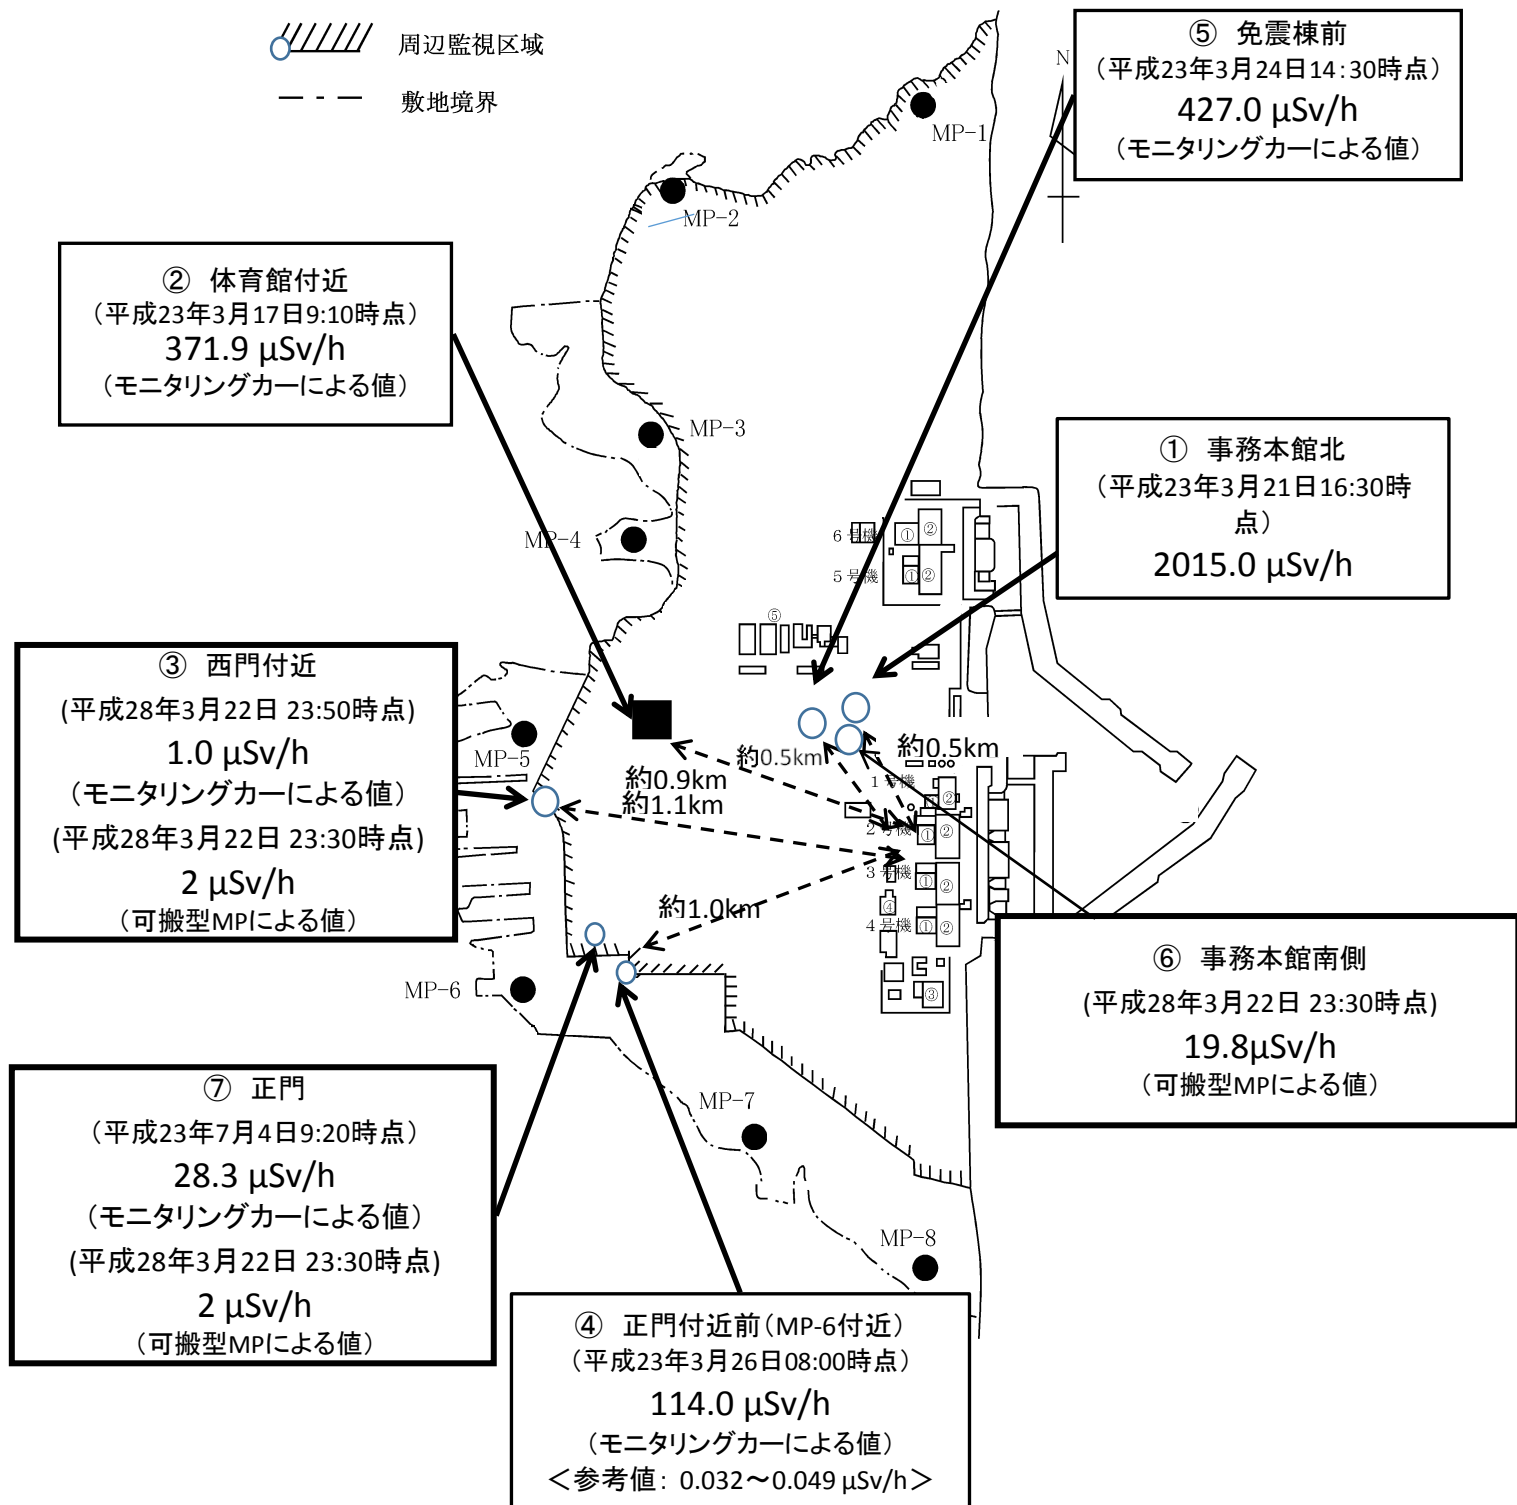 周辺監視区域
敷地境界
⑤ 免震棟前
(平成23年3月24日14:30時点)
427.0 μSv/h
(モニタリングカーによる値)
N
MP-1
MP-2
② 体育館付近
(平成23年3月17日9:10時点)
371.9 μSv/h
(モニタリングカーによる値)
MP-3
① 事務本館北
(平成23年3月21日16:30時
点)
2015.0 μSv/h
MP-4
6号機
① ②
5号機
① ②
⑤
③ 西門付近
(平成28年3月22日 23:50時点)
1.0 μSv/h
(モニタリングカーによる値)
(平成28年3月22日 23:30時点)
2 μSv/h
(可搬型MPによる値)
MP-5
約0.5km
約0.5km
約0.9km
約1.1km
1号機
① ②
2号機
① ②
3号機
① ②
④
4号機
① ②
約1.0km
③
⑥ 事務本館南側
(平成28年3月22日 23:30時点)
19.8μSv/h
(可搬型MPによる値)
MP-6
⑦ 正門
(平成23年7月4日9:20時点)
28.3 μSv/h
(モニタリングカーによる値)
(平成28年3月22日 23:30時点)
2 μSv/h
(可搬型MPによる値)
MP-7
MP-8
④ 正門付近前(MP-6付近)
(平成23年3月26日08:00時点)
114.0 μSv/h
(モニタリングカーによる値)
<参考値: 0.032~0.049 μSv/h>